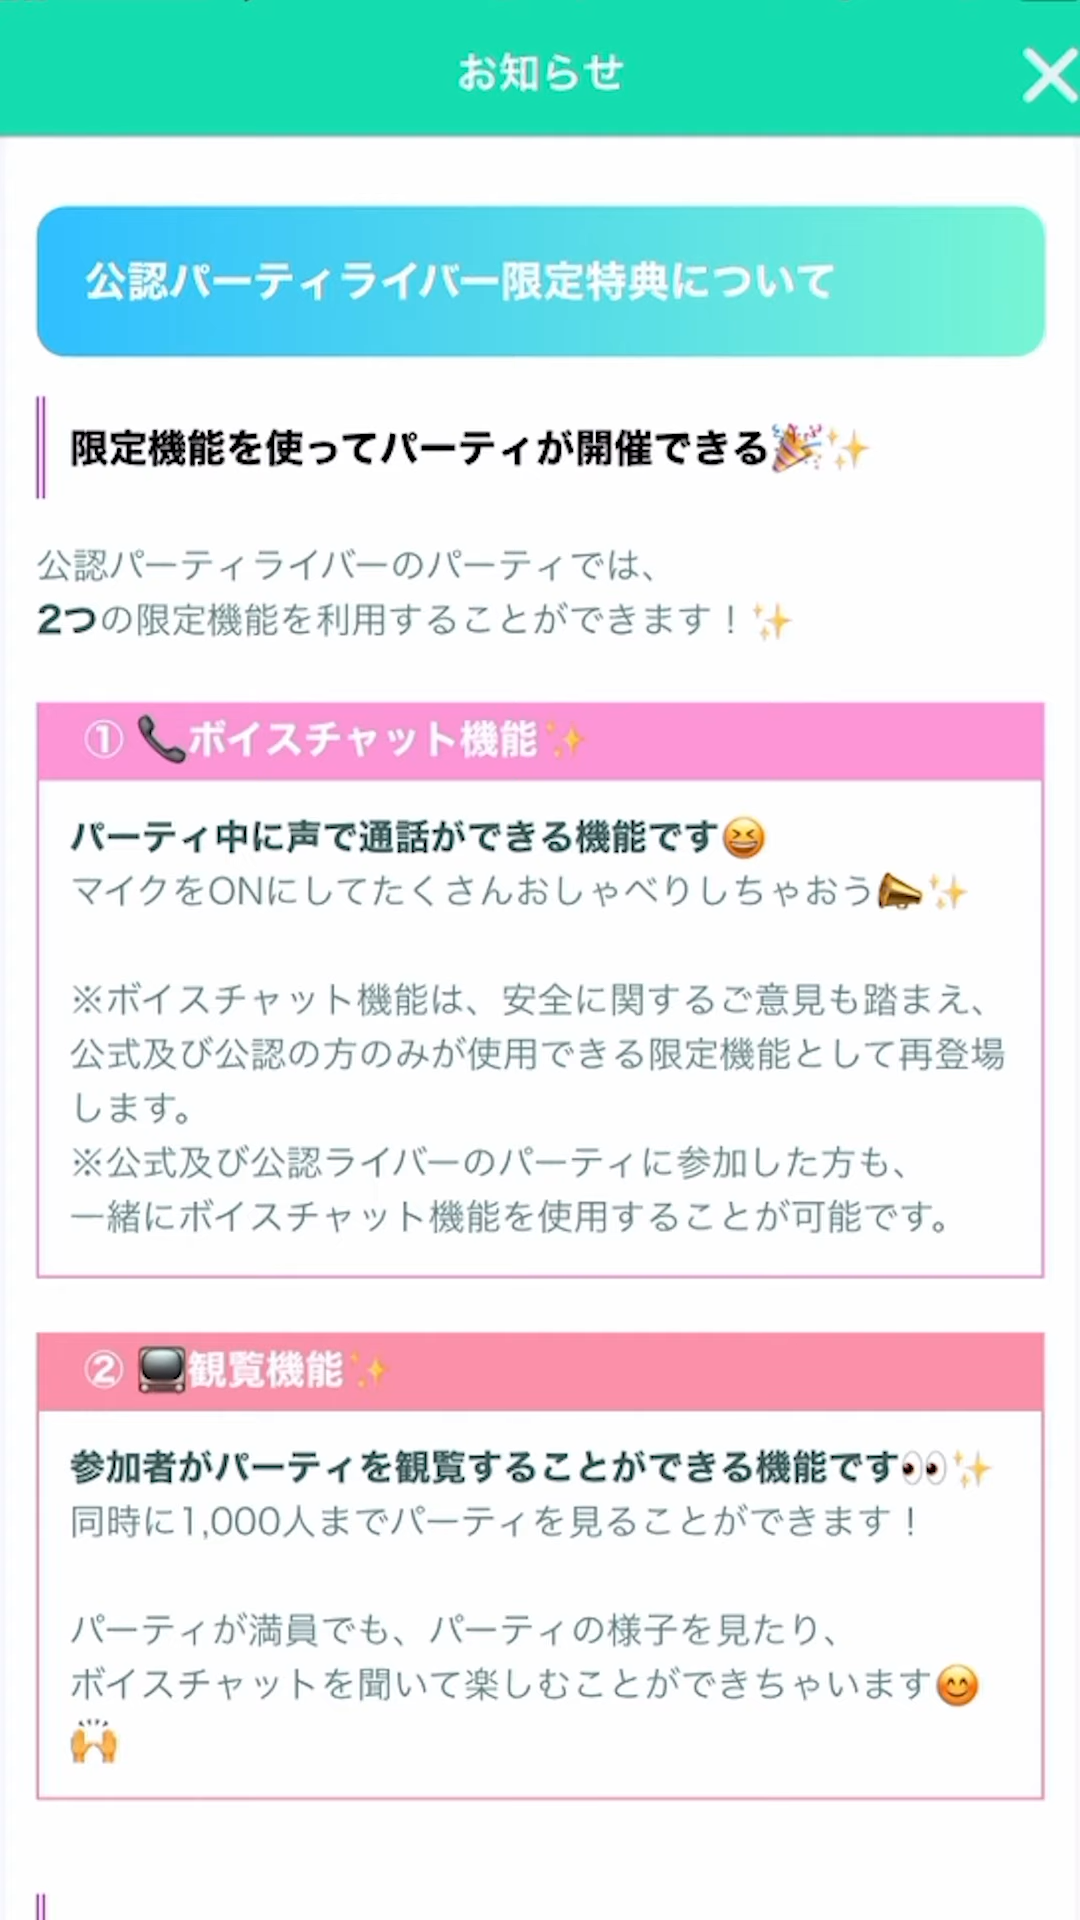 お知らせ
公認パーティライバー限定特典について
限定機能を使ってパーティが開催できる🎉✨
公認パーティライバーのパーティでは、
2つの限定機能を利用することができます！✨
① 📞ボイスチャット機能✨
パーティ中に声で通話ができる機能です😆
マイクをONにしてたくさんおしゃべりしちゃおう📣✨
※ボイスチャット機能は、安全に関するご意見も踏まえ、
公式及び公認の方のみが使用できる限定機能として再登場
します。
※公式及び公認ライバーのパーティに参加した方も、
一緒にボイスチャット機能を使用することが可能です。
② 📺観覧機能✨
参加者がパーティを観覧することができる機能です👀✨
同時に1,000人までパーティを見ることができます！
パーティが満員でも、パーティの様子を見たり、
ボイスチャットを聞いて楽しむことができちゃいます😊
🙌